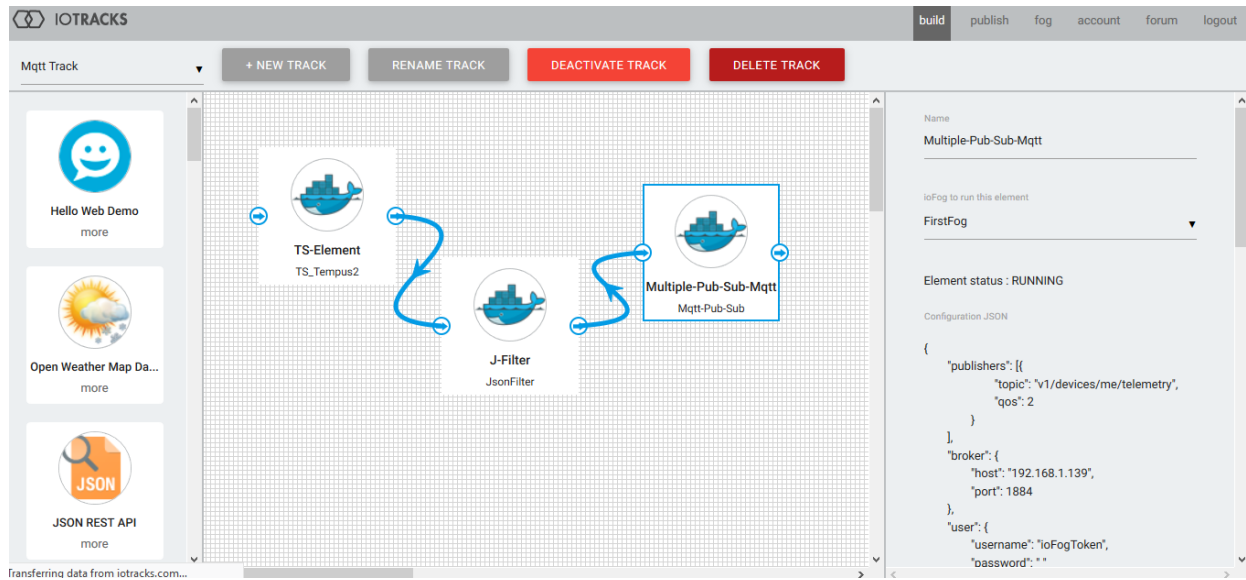 IOTRACKS
build publish fog account forum logout
Mqtt Track
+ NEW TRACK
RENAME TRACK
DEACTIVATE TRACK
DELETE TRACK
Hello Web Demo
more
Open Weather Map Da...
more
JSON
JSON REST API
more
TS-Element
TS_Tempus2
J-Filter
JsonFilter
Multiple-Pub-Sub-Mqtt
Mqtt-Pub-Sub
Name
Multiple-Pub-Sub-Mqtt
ioFog to run this element
FirstFog
Element status : RUNNING
Configuration JSON
{
"publishers": [{
"topic": "v1/devices/me/telemetry",
"qos": 2
}
],
"broker": {
"host": "192.168.1.139",
"port": 1884
},
"user": {
"username": "ioFogToken",
"password": " "
Transferring data from iotracks.com...